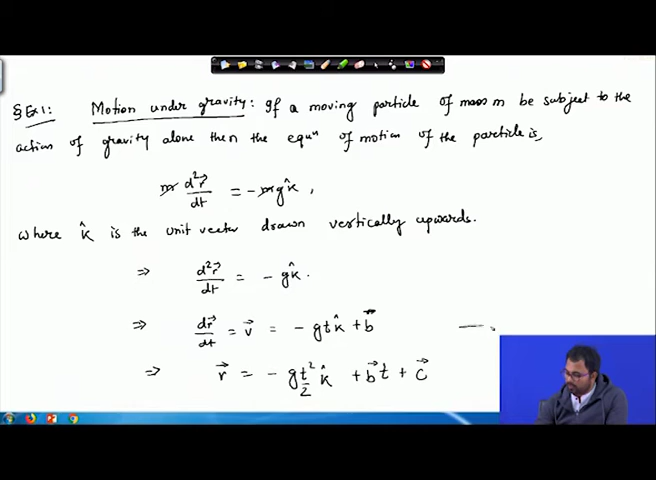 § Ex1: Motion under gravity: If a moving particle of mass m be subject to the
action of gravity alone then the equⁿ of motion of the particle is,
m d²r⃗/dt = - mgk̂ ,
where k̂ is the unit vector drawn vertically upwards.
⇒ d²r⃗/dt = - gk̂ .
⇒ dr⃗/dt = v⃗ = - gtk̂ + b⃗
⇒ r⃗ = - gt²/2 k̂ + b⃗t + c⃗